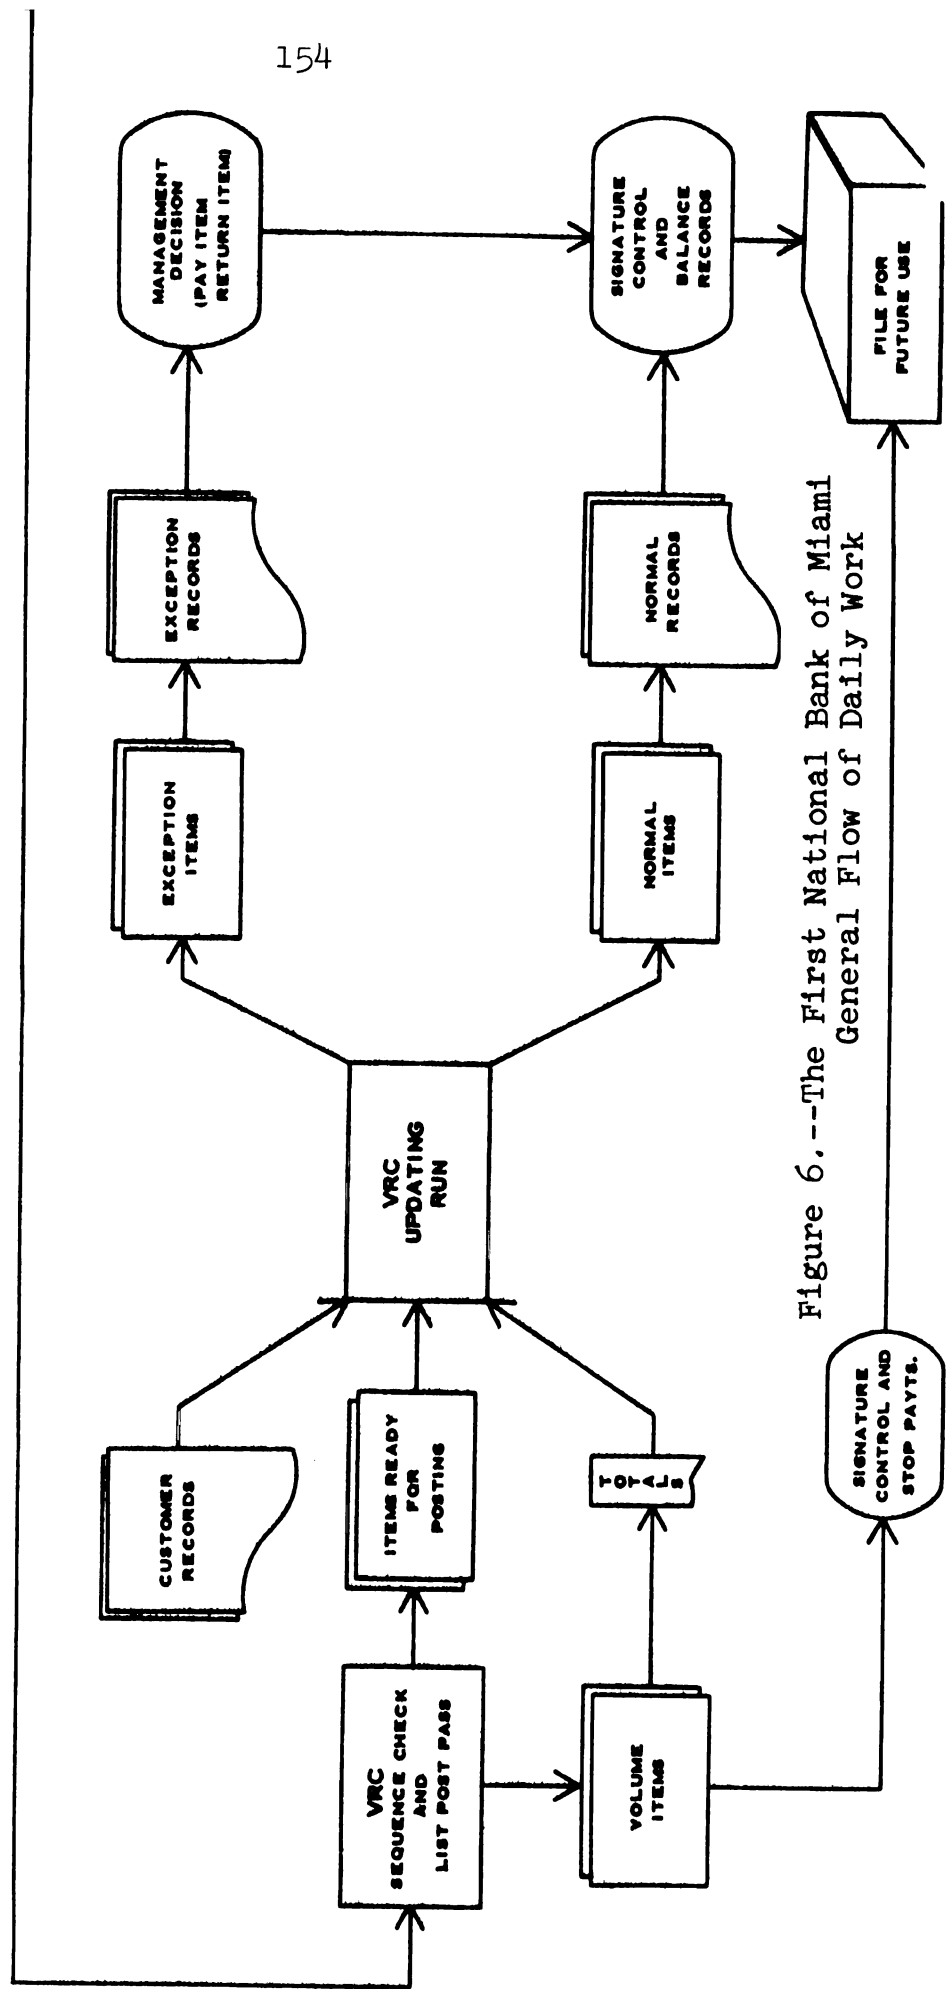 154
CUSTOMER
RECORDS
VRC
SEQUENCE CHECK
AND
LIST POST PASS
ITEMS READY
FOR
POSTING
VOLUME
ITEMS
TOTALS
SIGNATURE
CONTROL AND
STOP PAYTS.
VRC
UPDATING
RUN
EXCEPTION
ITEMS
EXCEPTION
RECORDS
MANAGEMENT
DECISION
(PAY ITEM
RETURN ITEM)
NORMAL
ITEMS
NORMAL
RECORDS
SIGNATURE
CONTROL
AND
BALANCE
RECORDS
FILE FOR
FUTURE USE
Figure 6.--The First National Bank of Miami
General Flow of Daily Work